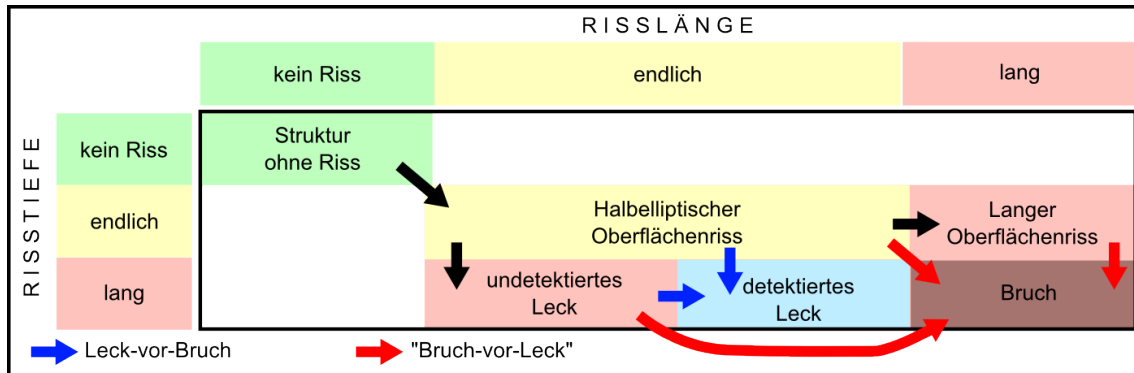 RISSLÄNGE
kein Riss
endlich
lang
RISSTIEFE
kein Riss
endlich
lang
Struktur
ohne Riss
Halbelliptischer
Oberflächenriss
Langer
Oberflächenriss
undetektiertes
Leck
detektiertes
Leck
Bruch
Leck-vor-Bruch
"Bruch-vor-Leck"